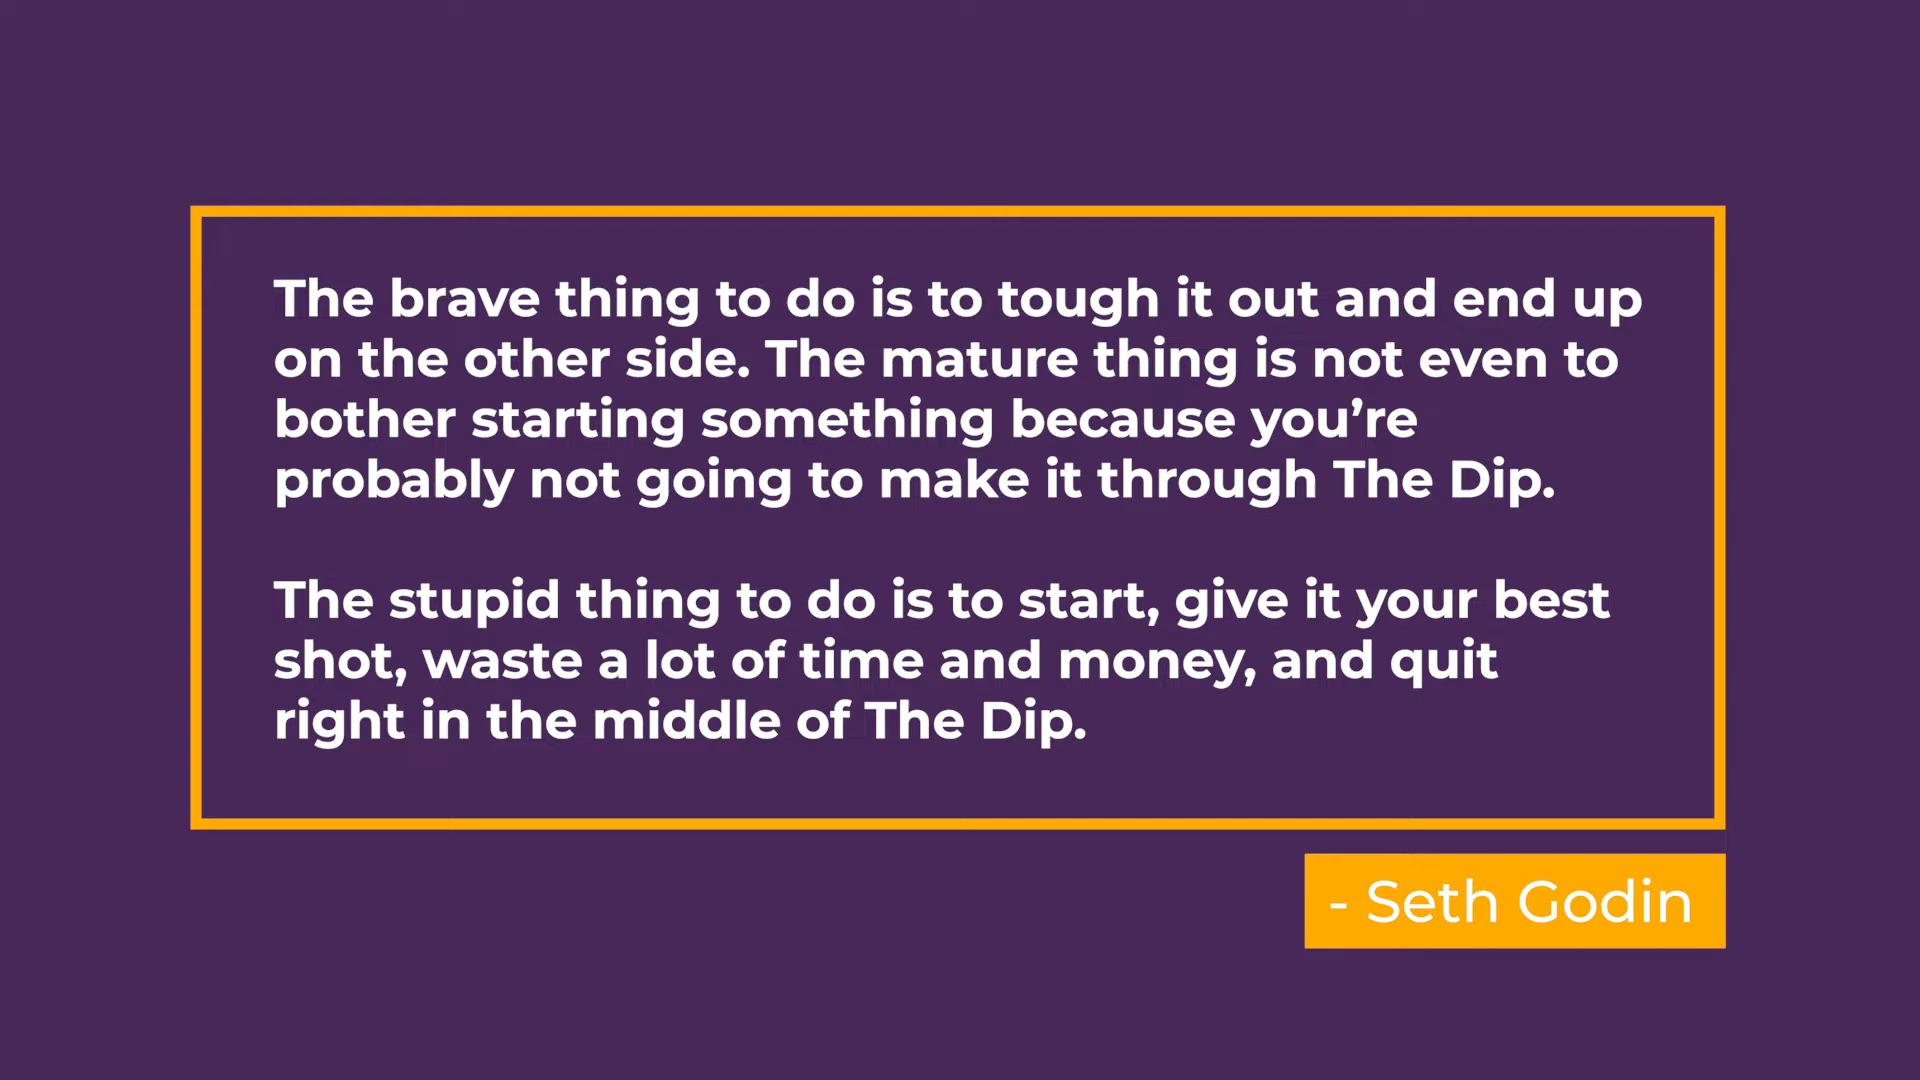 The brave thing to do is to tough it out and end up
on the other side. The mature thing is not even to
bother starting something because you’re
probably not going to make it through The Dip.
The stupid thing to do is to start, give it your best
shot, waste a lot of time and money, and quit
right in the middle of The Dip.
- Seth Godin